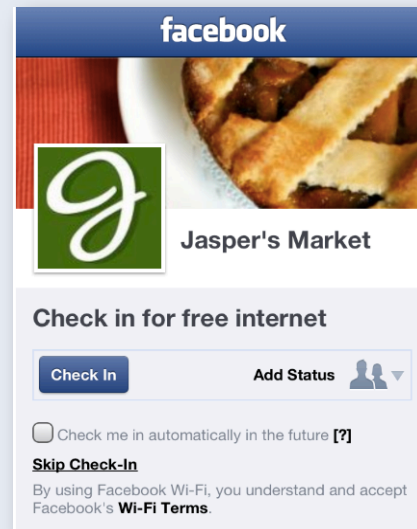 facebook
Jasper's Market
Check in for free internet
Check In
Add Status
Check me in automatically in the future [?]
Skip Check-In
By using Facebook Wi-Fi, you understand and accept
Facebook's Wi-Fi Terms.